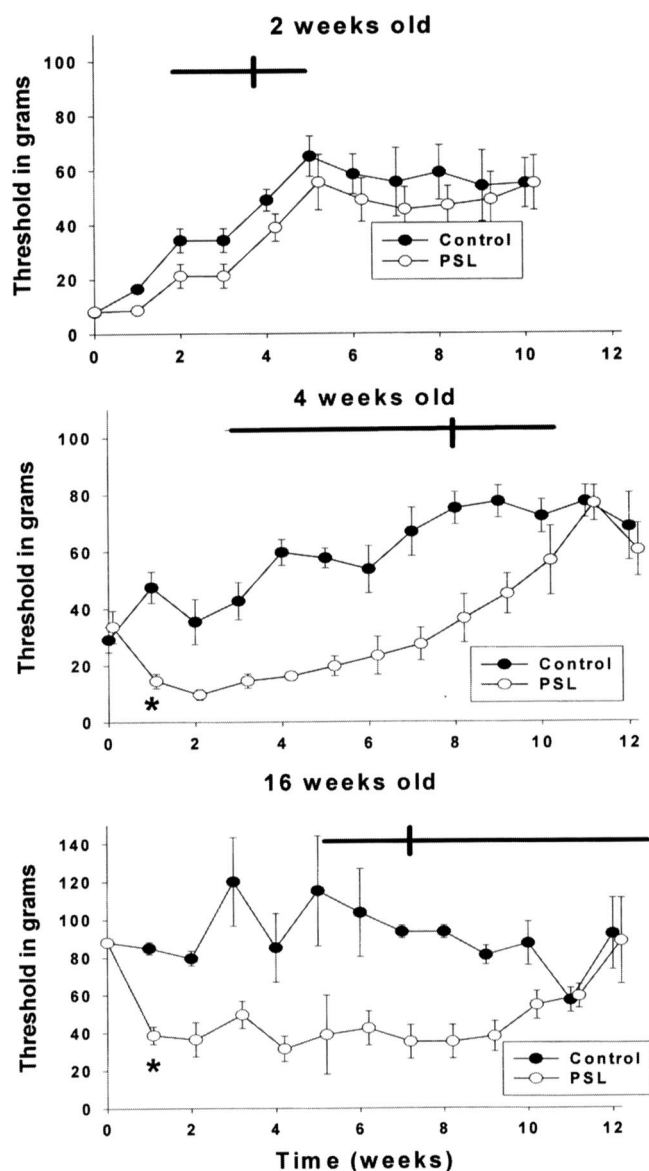 2 weeks old
100
80
60
40
20
0
Threshold in grams
Control
PSL
0 2 4 6 8 10 12
4 weeks old
100
80
60
40
20
0
Threshold in grams
*
Control
PSL
0 2 4 6 8 10 12
16 weeks old
140
120
100
80
60
40
20
0
Threshold in grams
*
Control
PSL
0 2 4 6 8 10 12
Time (weeks)